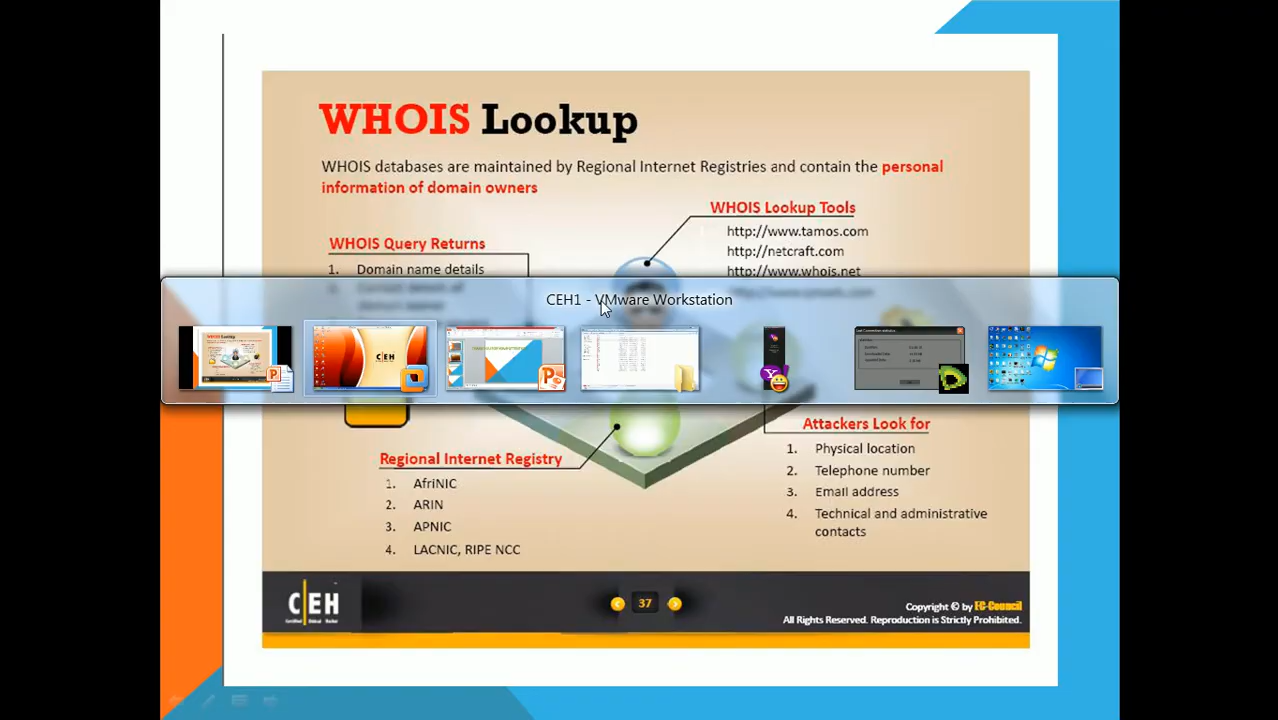 WHOIS Lookup
WHOIS databases are maintained by Regional Internet Registries and contain the personal
information of domain owners
WHOIS Lookup Tools
http://www.tamos.com
http://netcraft.com
http://www.whois.net
WHOIS Query Returns
1. Domain name details
CEH1 - VMware Workstation
Regional Internet Registry
1. AfriNIC
2. ARIN
3. APNIC
4. LACNIC, RIPE NCC
Attackers Look for
1. Physical location
2. Telephone number
3. Email address
4. Technical and administrative
contacts
CEH
37
Copyright © by EC-Council
All Rights Reserved. Reproduction is Strictly Prohibited.